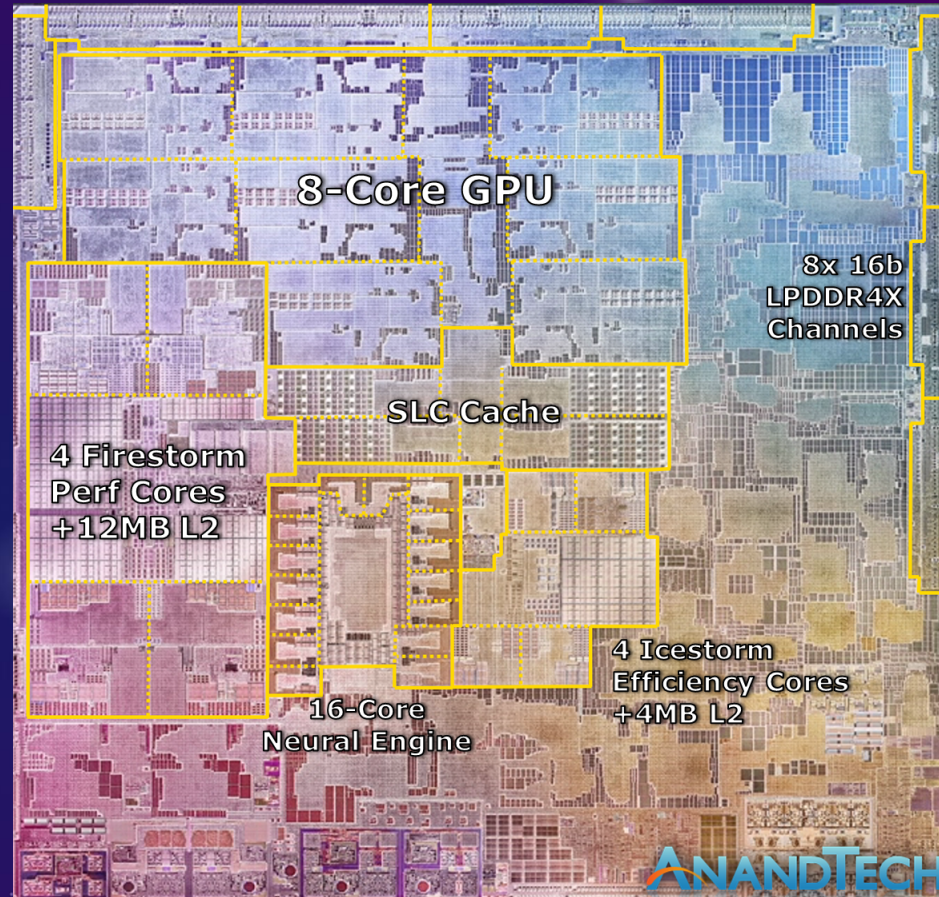 8-Core GPU
8x 16b
LPDDR4X
Channels
SLC Cache
4 Firestorm
Perf Cores
+12MB L2
4 Icestorm
Efficiency Cores
+4MB L2
16-Core
Neural Engine
ANANDTECH